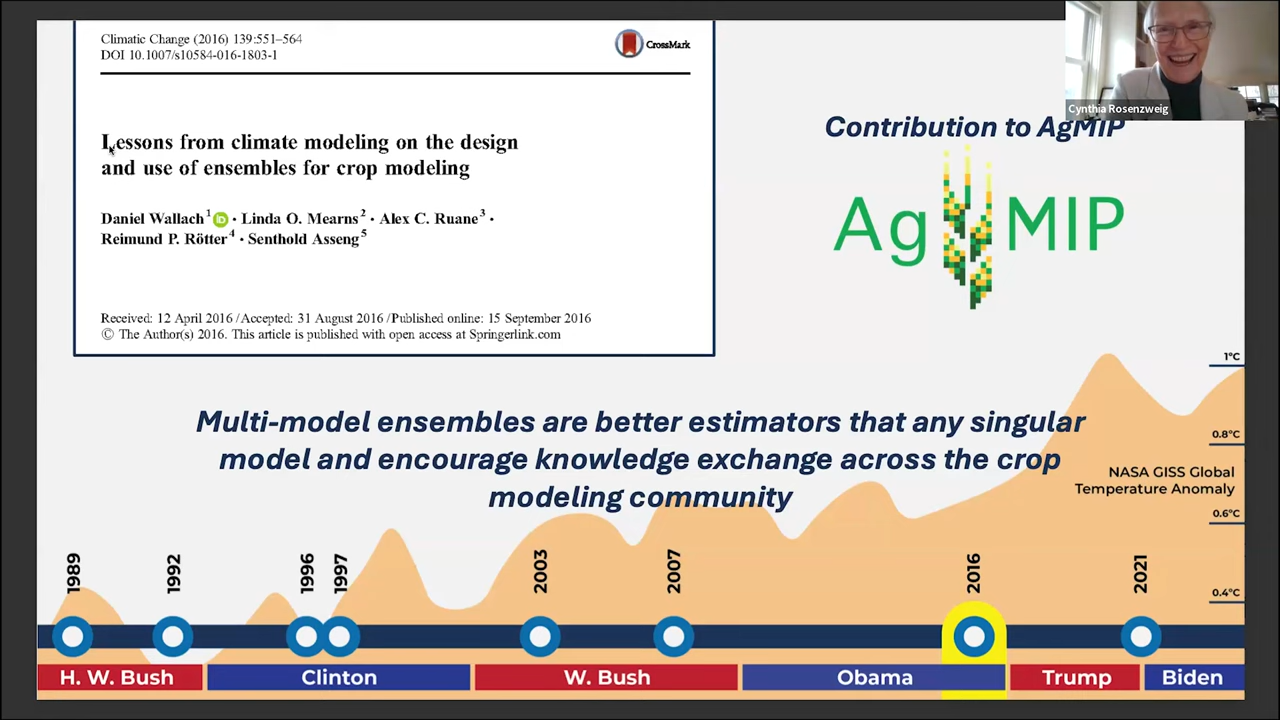 Climatic Change (2016) 139:551–564
DOI 10.1007/s10584-016-1803-1
CrossMark
Lessons from climate modeling on the design
and use of ensembles for crop modeling
Daniel Wallach¹ iD · Linda O. Mearns² · Alex C. Ruane³ ·
Reimund P. Rötter⁴ · Senthold Asseng⁵
Received: 12 April 2016 /Accepted: 31 August 2016 /Published online: 15 September 2016
© The Author(s) 2016. This article is published with open access at Springerlink.com
Cynthia Rosenzweig
Contribution to AgMIP
Ag MIP
Multi-model ensembles are better estimators that any singular
model and encourage knowledge exchange across the crop
modeling community
1°C
0.8°C
NASA GISS Global
Temperature Anomaly
0.6°C
0.4°C
1989
1992
1996
1997
2003
2007
2016
2021
H. W. Bush
Clinton
W. Bush
Obama
Trump
Biden